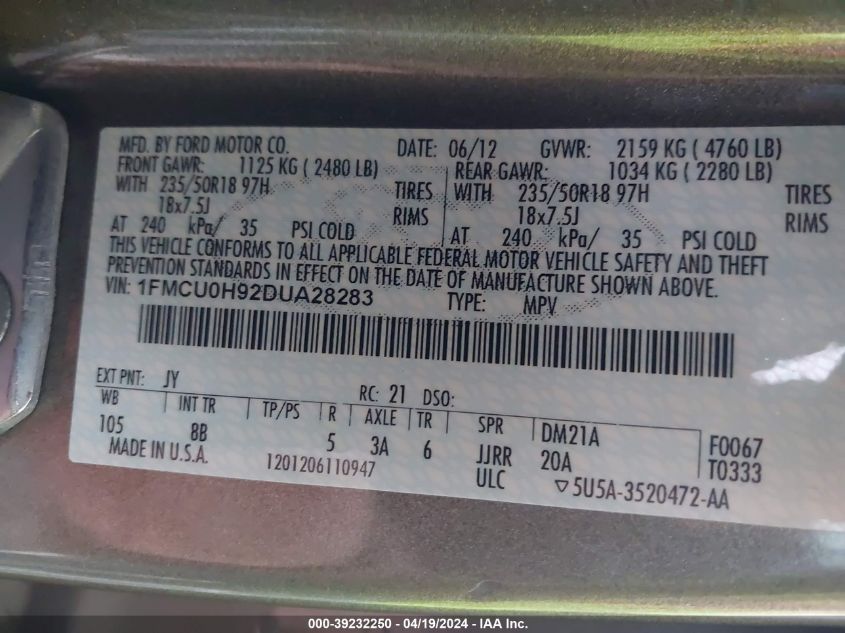 MFD. BY FORD MOTOR CO. DATE: 06/12 GVWR: 2159 KG ( 4760 LB)
FRONT GAWR: 1125 KG ( 2480 LB) REAR GAWR: 1034 KG ( 2280 LB)
WITH 235/50R18 97H TIRES WITH 235/50R18 97H TIRES
18x7.5J RIMS 18x7.5J RIMS
AT 240 kPa/ 35 PSI COLD AT 240 kPa/ 35 PSI COLD
THIS VEHICLE CONFORMS TO ALL APPLICABLE FEDERAL MOTOR VEHICLE SAFETY AND THEFT
PREVENTION STANDARDS IN EFFECT ON THE DATE OF MANUFACTURE SHOWN ABOVE.
VIN: 1FMCU0H92DUA28283 TYPE: MPV
EXT PNT: JY RC: 21 DSO:
WB INT TR TP/PS R AXLE TR SPR DM21A F0067
105 8B 5 3A 6 JJRR 20A T0333
MADE IN U.S.A. 1201206110947 ULC ▽5U5A-3520472-AA
000-39232250 - 04/19/2024 - IAA Inc.